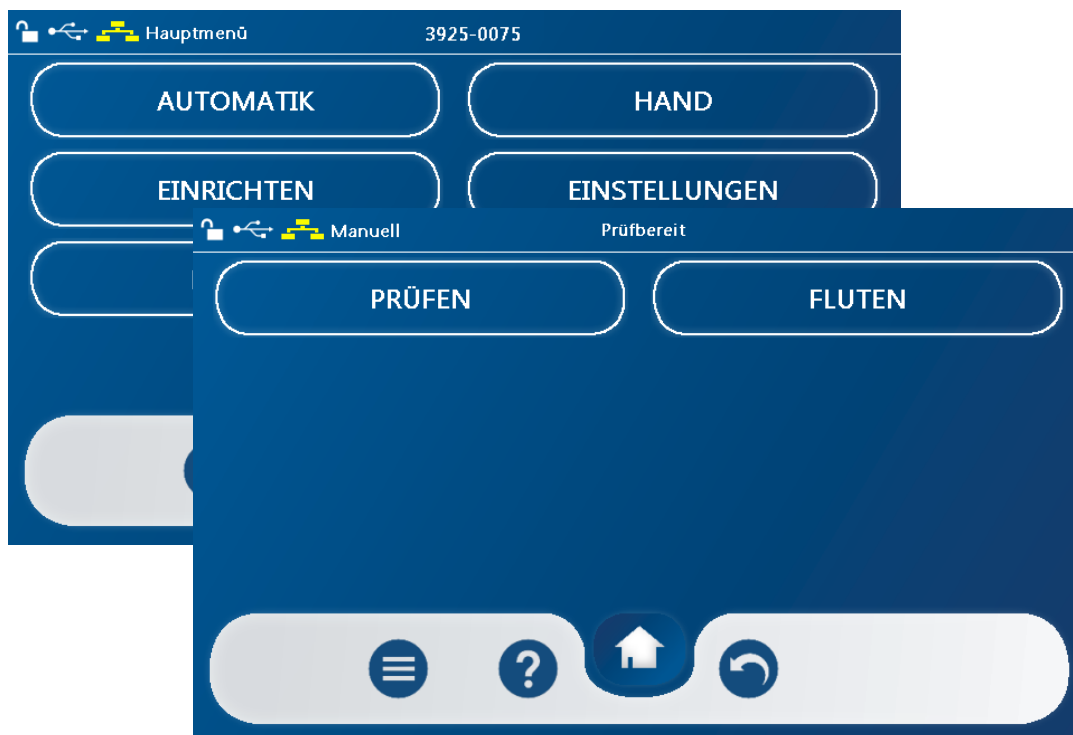 Hauptmenü 3925-0075
AUTOMATIK HAND
EINRICHTEN EINSTELLUNGEN
Manuell Prüfbereit
PRÜFEN FLUTEN
?